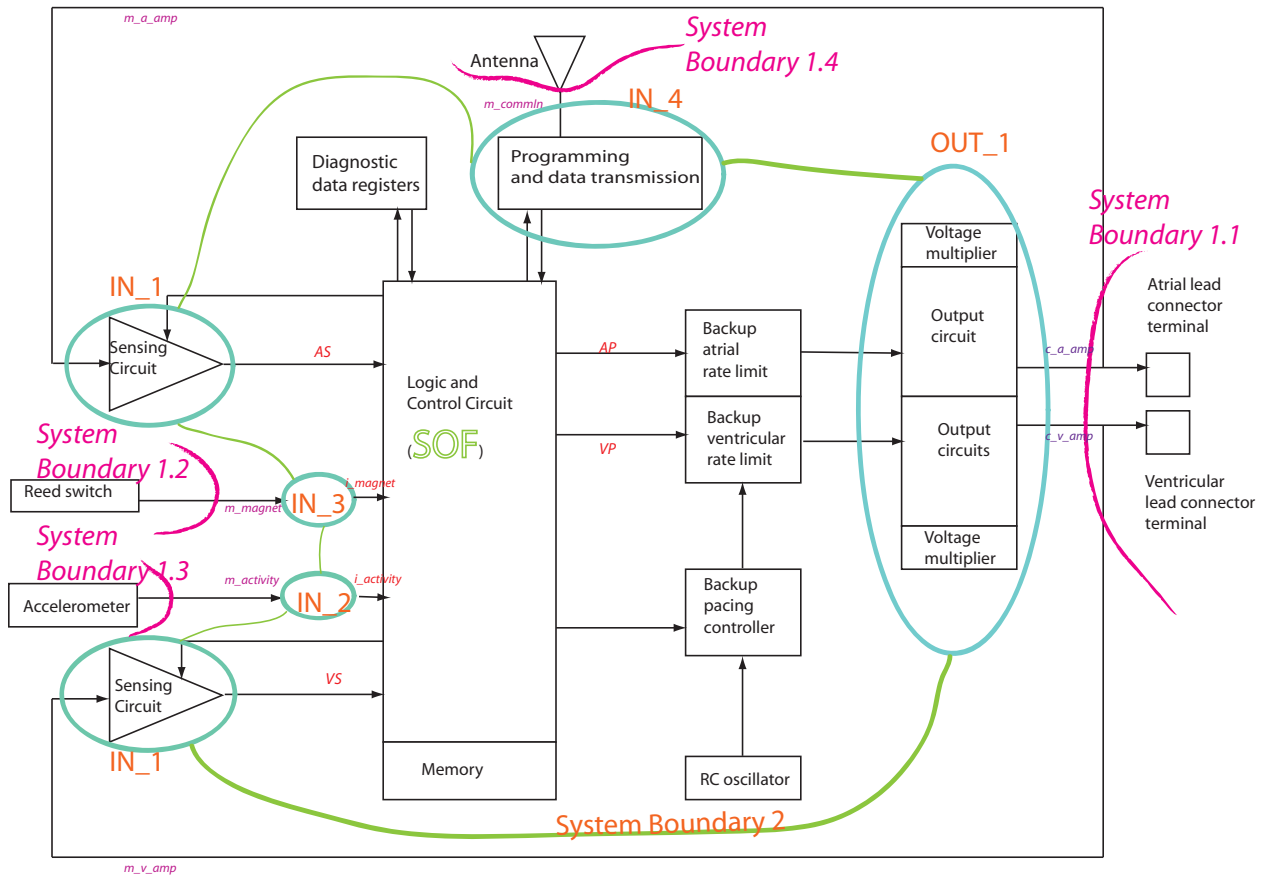 m_a_amp
System
Boundary 1.4
Antenna
m_commIn
IN_4
OUT_1
Diagnostic
data registers
Programming
and data transmission
System
Boundary 1.1
Voltage
multiplier
IN_1
Atrial lead
connector
terminal
Sensing
Circuit
AS
AP
Backup
atrial
rate limit
Output
circuit
c_a_amp
Logic and
Control Circuit
(SOF)
VP
Backup
ventricular
rate limit
Output
circuits
c_v_amp
System
Boundary 1.2
Reed switch
m_magnet
IN_3
i_magnet
Ventricular
lead connector
terminal
System
Boundary 1.3
Voltage
multiplier
Accelerometer
m_activity
IN_2
i_activity
Backup
pacing
controller
Sensing
Circuit
VS
IN_1
Memory
RC oscillator
System Boundary 2
m_v_amp